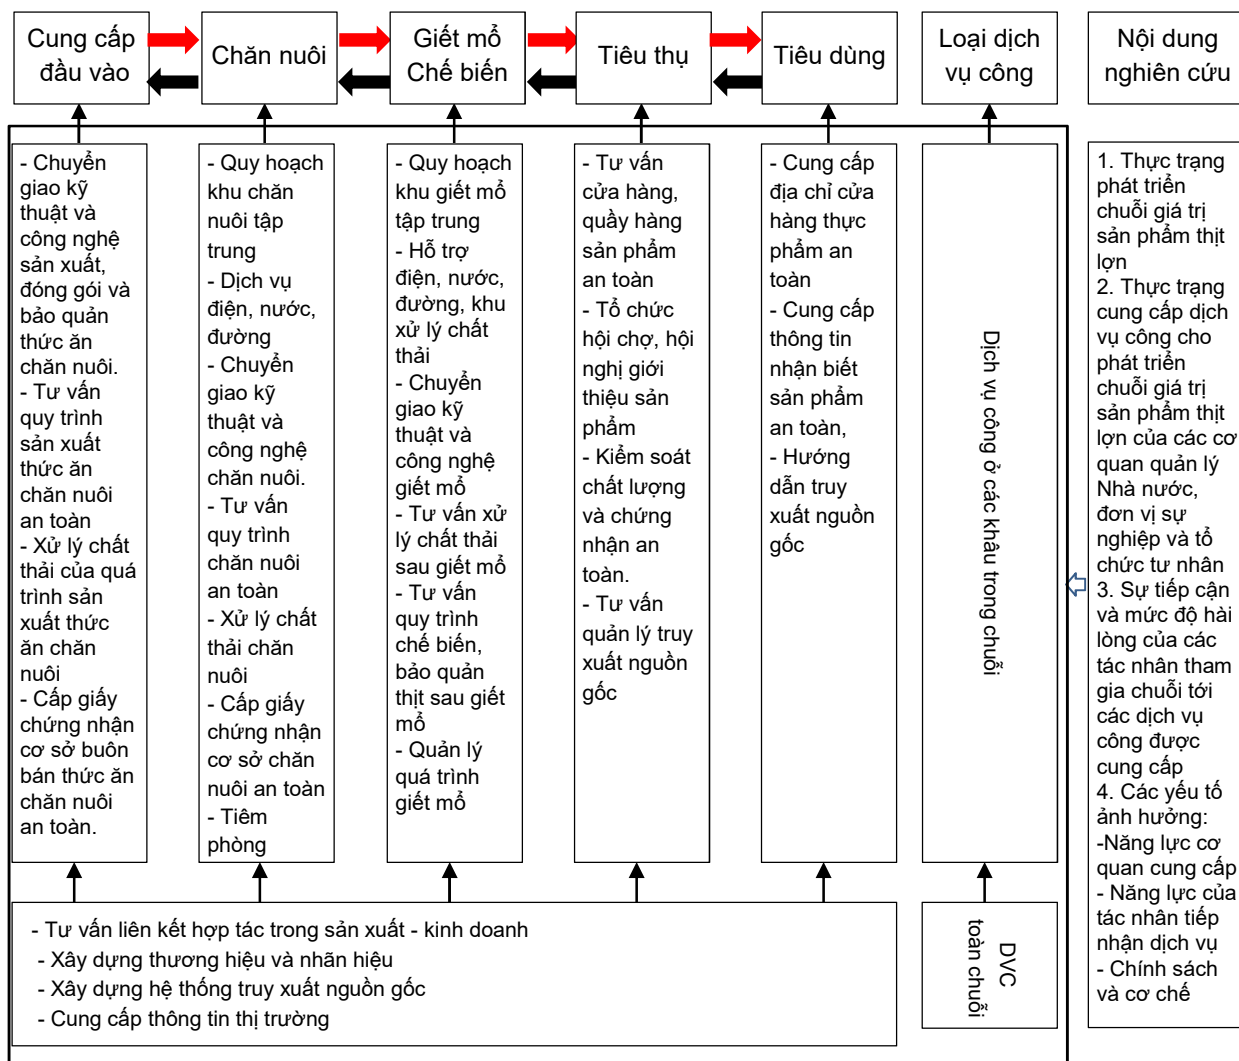 Cung cấp
đầu vào
Chăn nuôi
Giết mổ
Chế biến
Tiêu thụ
Tiêu dùng
Loại dịch
vụ công
Nội dung
nghiên cứu
- Chuyển
giao kỹ
thuật và
công nghệ
sản xuất,
đóng gói và
bảo quản
thức ăn
chăn nuôi.
- Tư vấn
quy trình
sản xuất
thức ăn
chăn nuôi
an toàn
- Xử lý chất
thải của quá
trình sản
xuất thức
ăn chăn
nuôi
- Cấp giấy
chứng nhận
cơ sở buôn
bán thức ăn
chăn nuôi
an toàn.
- Quy hoạch
khu chăn
nuôi tập
trung
- Dịch vụ
điện, nước,
đường
- Chuyển
giao kỹ
thuật và
công nghệ
chăn nuôi.
- Tư vấn
quy trình
chăn nuôi
an toàn
- Xử lý chất
thải chăn
nuôi
- Cấp giấy
chứng nhận
cơ sở chăn
nuôi an toàn
- Tiêm
phòng
- Quy hoạch
khu giết mổ
tập trung
- Hỗ trợ
điện, nước,
đường, khu
xử lý chất
thải
- Chuyển
giao kỹ
thuật và
công nghệ
giết mổ
- Tư vấn xử
lý chất thải
sau giết mổ
- Tư vấn
quy trình
chế biến,
bảo quản
thịt sau giết
mổ
- Quản lý
quá trình
giết mổ
- Tư vấn
cửa hàng,
quầy hàng
sản phẩm
an toàn
- Tổ chức
hội chợ, hội
nghị giới
thiệu sản
phẩm
- Kiểm soát
chất lượng
và chứng
nhận an
toàn.
- Tư vấn
quản lý truy
xuất nguồn
gốc
- Cung cấp
địa chỉ cửa
hàng thực
phẩm an
toàn
- Cung cấp
thông tin
nhận biết
sản phẩm
an toàn,
- Hướng
dẫn truy
xuất nguồn
gốc
Dịch vụ công ở các khâu trong chuỗi
1. Thực trạng
phát triển
chuỗi giá trị
sản phẩm thịt
lợn
2. Thực trạng
cung cấp dịch
vụ công cho
phát triển
chuỗi giá trị
sản phẩm thịt
lợn của các cơ
quan quản lý
Nhà nước,
đơn vị sự
nghiệp và tổ
chức tư nhân
3. Sự tiếp cận
và mức độ hài
lòng của các
tác nhân tham
gia chuỗi tới
các dịch vụ
công được
cung cấp
4. Các yếu tố
ảnh hưởng:
-Năng lực cơ
quan cung cấp
- Năng lực của
tác nhân tiếp
nhận dịch vụ
- Chính sách
và cơ chế
- Tư vấn liên kết hợp tác trong sản xuất - kinh doanh
- Xây dựng thương hiệu và nhãn hiệu
- Xây dựng hệ thống truy xuất nguồn gốc
- Cung cấp thông tin thị trường
DVC
toàn chuỗi